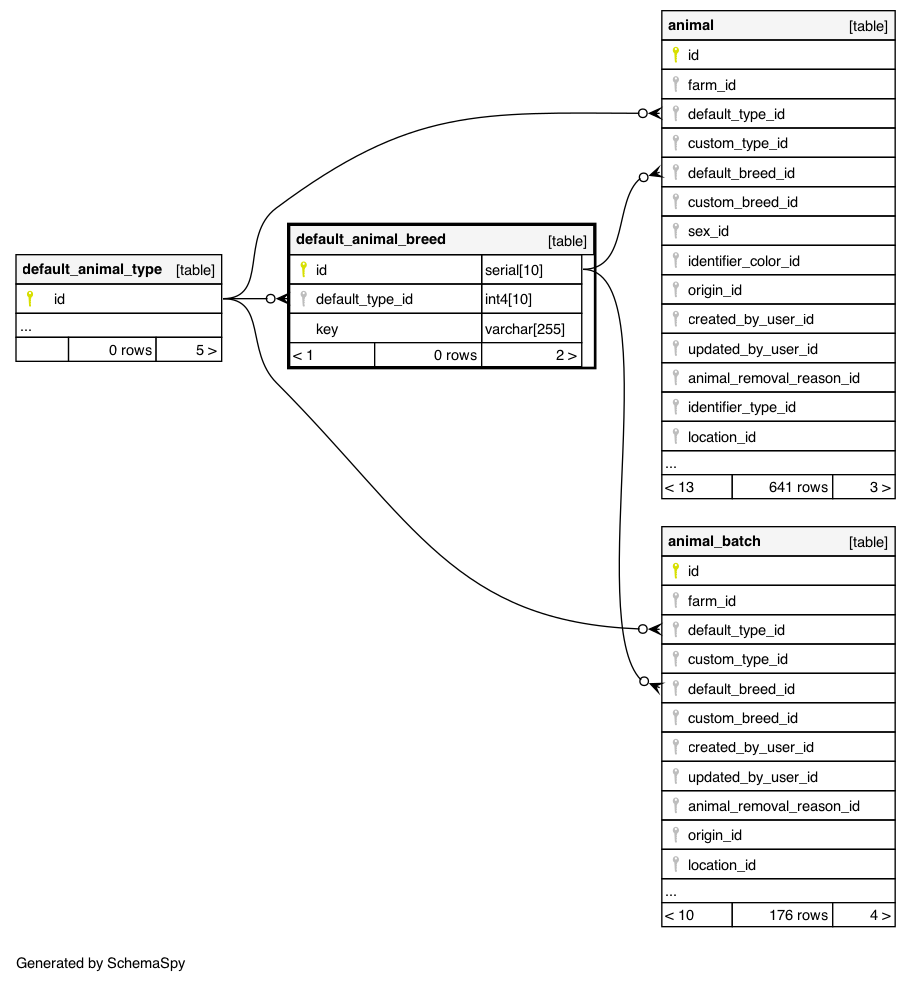 animal [table]
id
farm_id
default_type_id
custom_type_id
default_breed_id
custom_breed_id
sex_id
identifier_color_id
origin_id
created_by_user_id
updated_by_user_id
animal_removal_reason_id
identifier_type_id
location_id
...
< 13 641 rows 3 >
default_animal_breed [table]
id serial[10]
default_type_id int4[10]
key varchar[255]
< 1 0 rows 2 >
default_animal_type [table]
id
...
0 rows 5 >
animal_batch [table]
id
farm_id
default_type_id
custom_type_id
default_breed_id
custom_breed_id
created_by_user_id
updated_by_user_id
animal_removal_reason_id
origin_id
location_id
...
< 10 176 rows 4 >
Generated by SchemaSpy